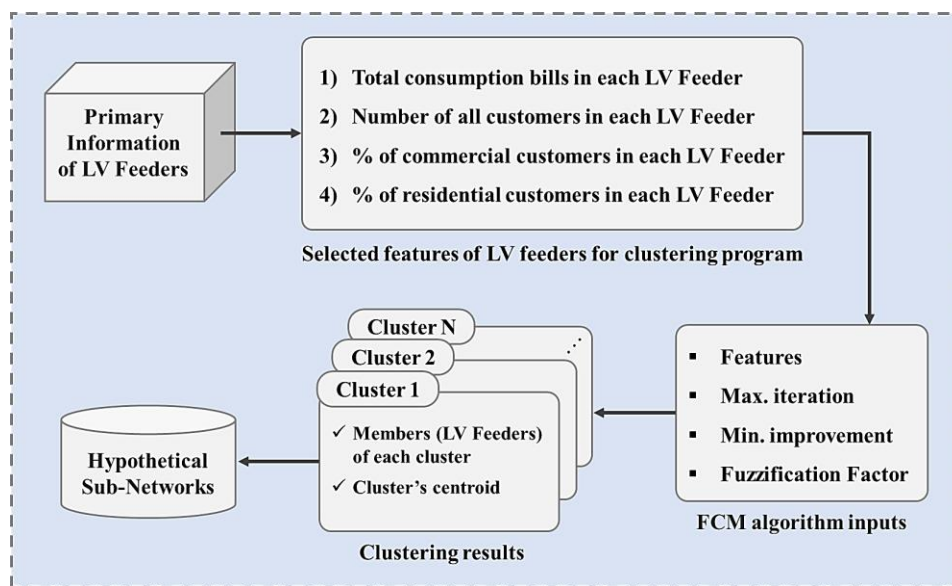 Primary
Information
of LV Feeders
1) Total consumption bills in each LV Feeder
2) Number of all customers in each LV Feeder
3) % of commercial customers in each LV Feeder
4) % of residential customers in each LV Feeder
Selected features of LV feeders for clustering program
▪ Features
▪ Max. iteration
▪ Min. improvement
▪ Fuzzification Factor
FCM algorithm inputs
Cluster N
...
Cluster 2
Cluster 1
✓ Members (LV Feeders)
of each cluster
✓ Cluster's centroid
Clustering results
Hypothetical
Sub-Networks